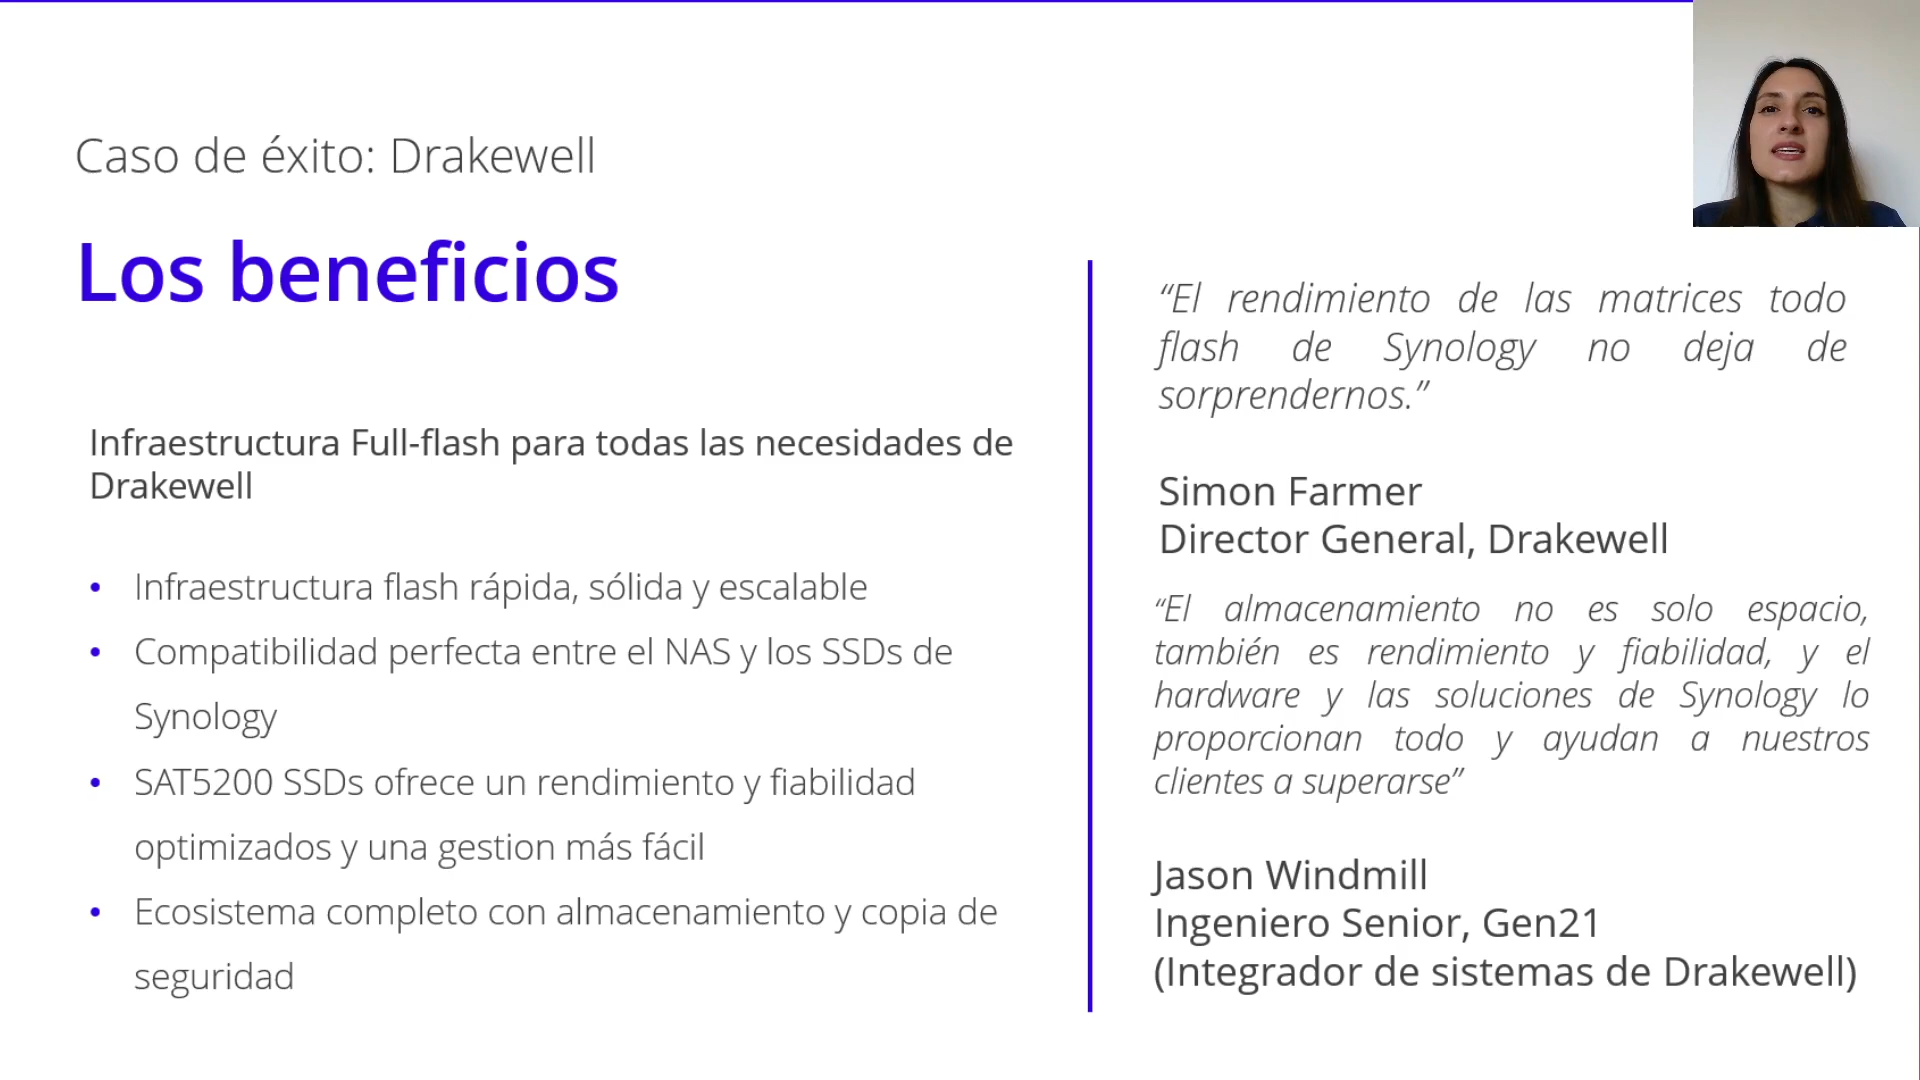 Caso de éxito: Drakewell
Los beneficios
Infraestructura Full-flash para todas las necesidades de
Drakewell
• Infraestructura flash rápida, sólida y escalable
• Compatibilidad perfecta entre el NAS y los SSDs de
Synology
• SAT5200 SSDs ofrece un rendimiento y fiabilidad
optimizados y una gestion más fácil
• Ecosistema completo con almacenamiento y copia de
seguridad
“El rendimiento de las matrices todo
flash de Synology no deja de
sorprendernos.”
Simon Farmer
Director General, Drakewell
“El almacenamiento no es solo espacio,
también es rendimiento y fiabilidad, y el
hardware y las soluciones de Synology lo
proporcionan todo y ayudan a nuestros
clientes a superarse”
Jason Windmill
Ingeniero Senior, Gen21
(Integrador de sistemas de Drakewell)